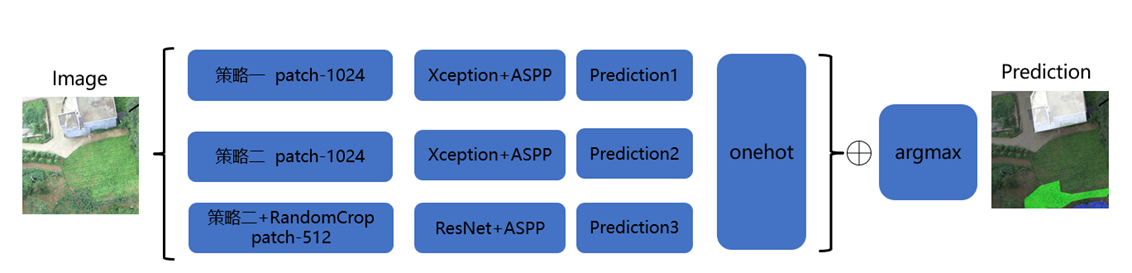 Image
策略一 patch-1024
Xception+ASPP
Prediction1
策略二 patch-1024
Xception+ASPP
Prediction2
策略二+RandomCrop
patch-512
ResNet+ASPP
Prediction3
onehot
argmax
Prediction